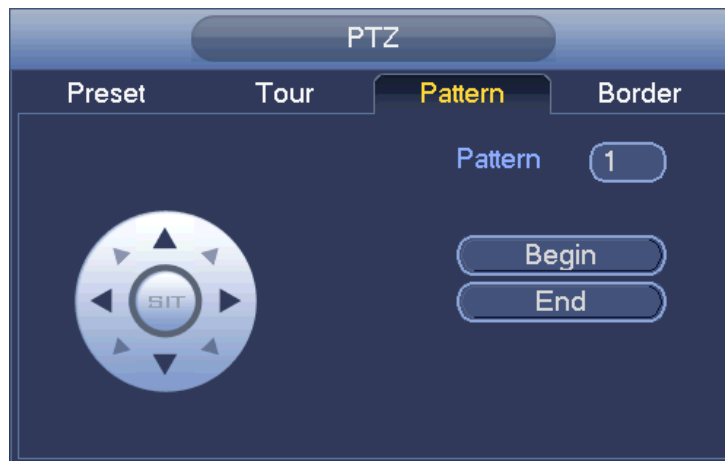 PTZ
Preset Tour Pattern Border
Pattern 1
Begin
SIT
End